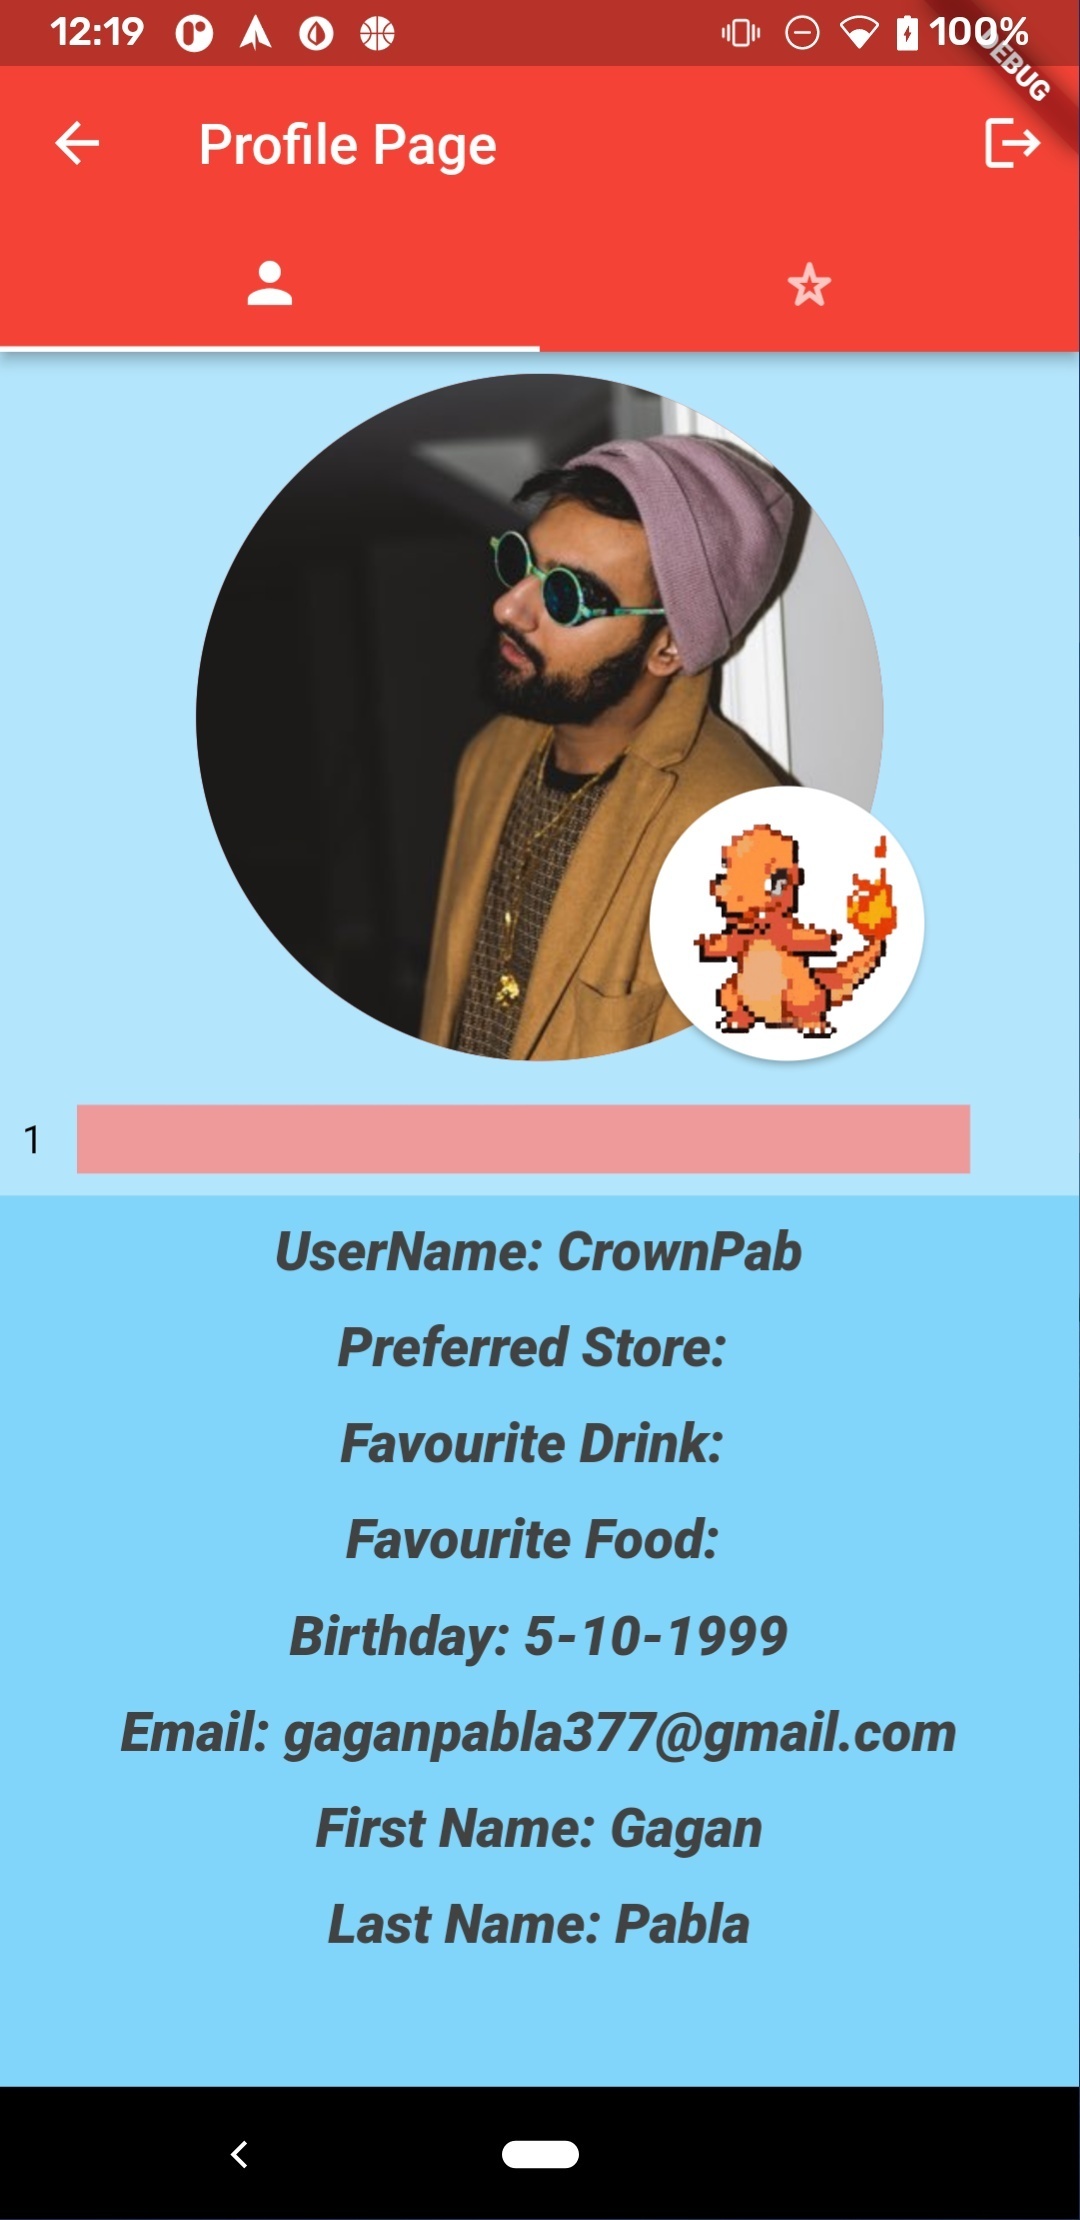 12:19
100%
DEBUG
Profile Page
1
UserName: CrownPab
Preferred Store:
Favourite Drink:
Favourite Food:
Birthday: 5-10-1999
Email: gaganpabla377@gmail.com
First Name: Gagan
Last Name: Pabla